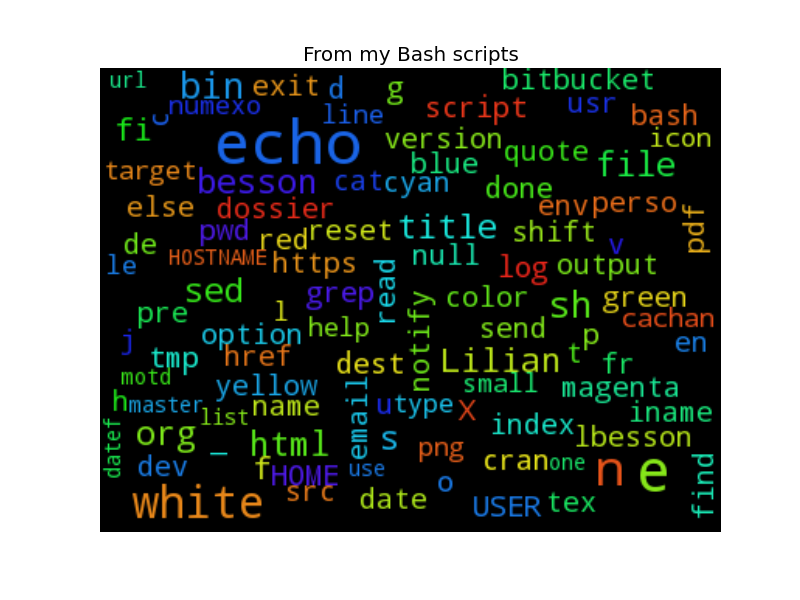 From my Bash scripts
url bin exit d g bitbucket
numexo line script usr bash
fi echo version quote icon
target besson cat cyan blue done file
else dossier env perso pdf
de pwd red reset title shift v
le HOSTNAME https read null log output
sed grep l notify color sh green
pre option help send p cachan
j tmp href dest Lilian t fr en
motd yellow email small magenta
h master list name u type X index iname
datef org _ html s png lbesson
dev f HOME use cran one n e find
white src date o USER tex